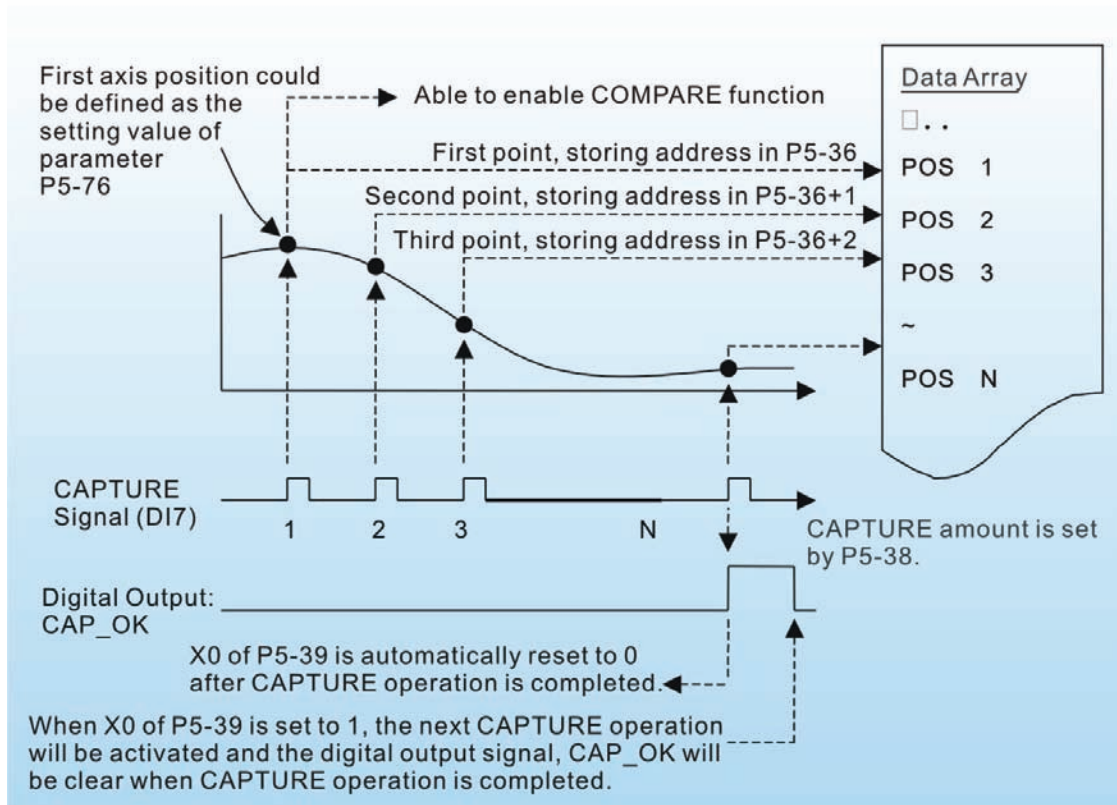 First axis position could
be defined as the
setting value of
parameter
P5-76
Able to enable COMPARE function
First point, storing address in P5-36
Second point, storing address in P5-36+1
Third point, storing address in P5-36+2
Data Array
□..
POS 1
POS 2
POS 3
~
POS N
CAPTURE
Signal (DI7)
1 2 3 N
CAPTURE amount is set
by P5-38.
Digital Output:
CAP_OK
X0 of P5-39 is automatically reset to 0
after CAPTURE operation is completed.
When X0 of P5-39 is set to 1, the next CAPTURE operation
will be activated and the digital output signal, CAP_OK will
be clear when CAPTURE operation is completed.